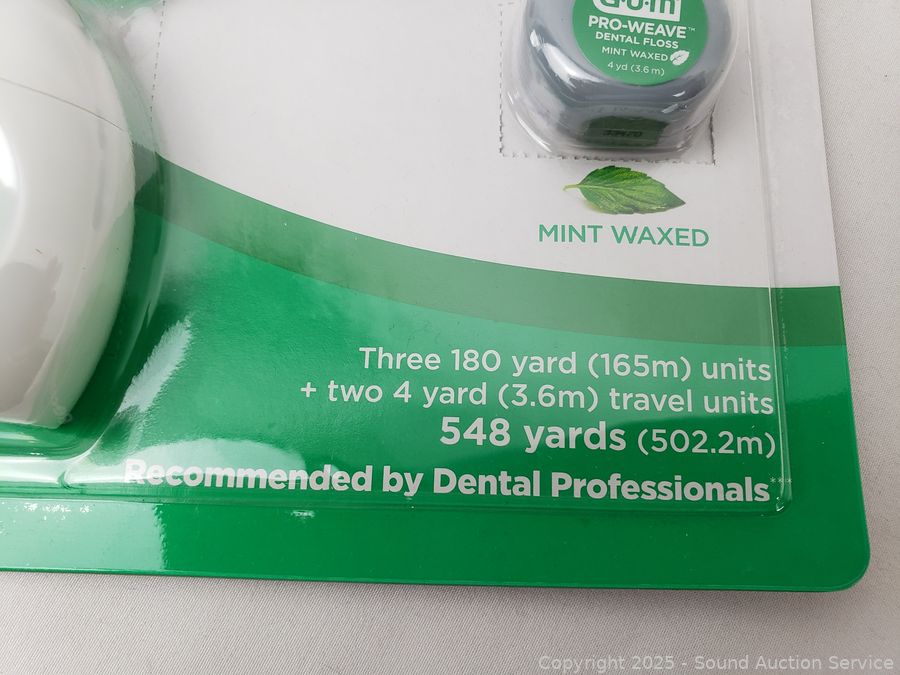 G·U·M
PRO-WEAVE™
DENTAL FLOSS
MINT WAXED
4 yd (3.6 m)
MINT WAXED
Three 180 yard (165m) units
+ two 4 yard (3.6m) travel units
548 yards (502.2m)
Recommended by Dental Professionals***
Copyright 2025 - Sound Auction Service